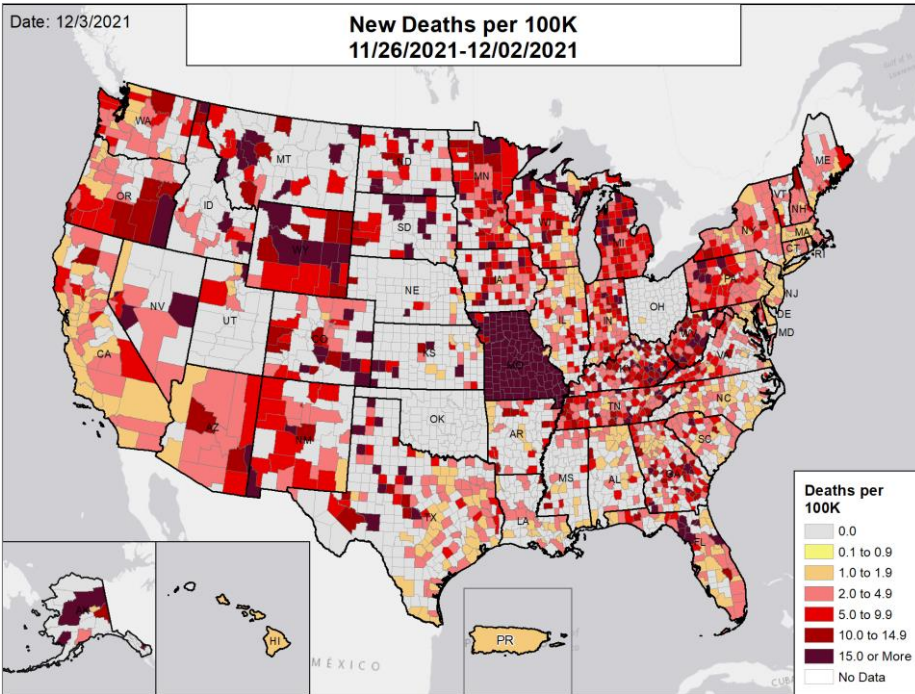 Date: 12/3/2021
New Deaths per 100K
11/26/2021-12/02/2021
WA
MT
ND
MN
ME
OR
ID
SD
WI
MI
VT
NH
NY
MA
CT
RI
WY
IA
NE
PA
NJ
NV
UT
CO
IL
IN
OH
DE
MD
CA
KS
MO
KY
VA
AZ
NM
OK
AR
TN
NC
SC
TX
LA
MS
AL
GA
FL
AK
HI
PR
MÉXICO
CUBA
Deaths per
100K
0.0
0.1 to 0.9
1.0 to 1.9
2.0 to 4.9
5.0 to 9.9
10.0 to 14.9
15.0 or More
No Data